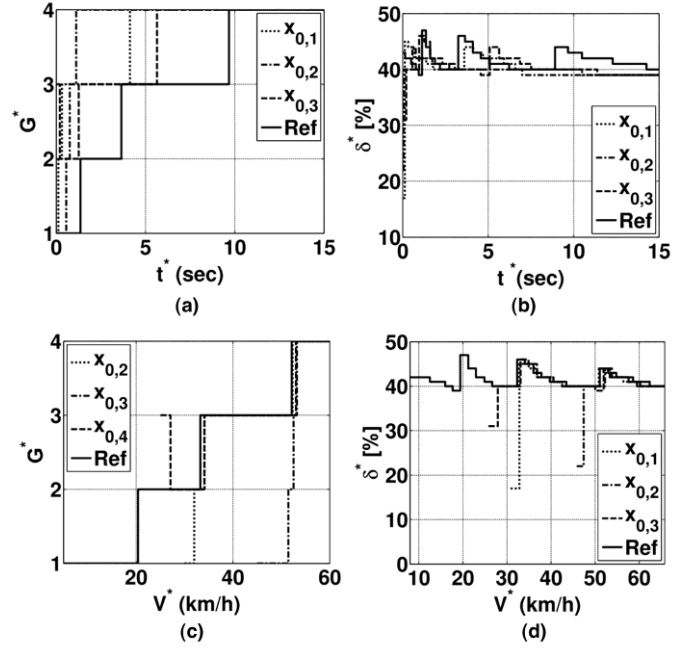 4
3
2
1
G*
0
5
10
15
t* (sec)
(a)
x0,1
x0,2
x0,3
Ref
50
40
30
20
10
δ* [%]
0
5
10
15
t* (sec)
(b)
x0,1
x0,2
x0,3
Ref
4
3
2
1
G*
20
40
60
V* (km/h)
(c)
x0,2
x0,3
x0,4
Ref
50
40
30
20
10
0
δ* [%]
10
20
30
40
50
60
V* (km/h)
(d)
x0,1
x0,2
x0,3
Ref